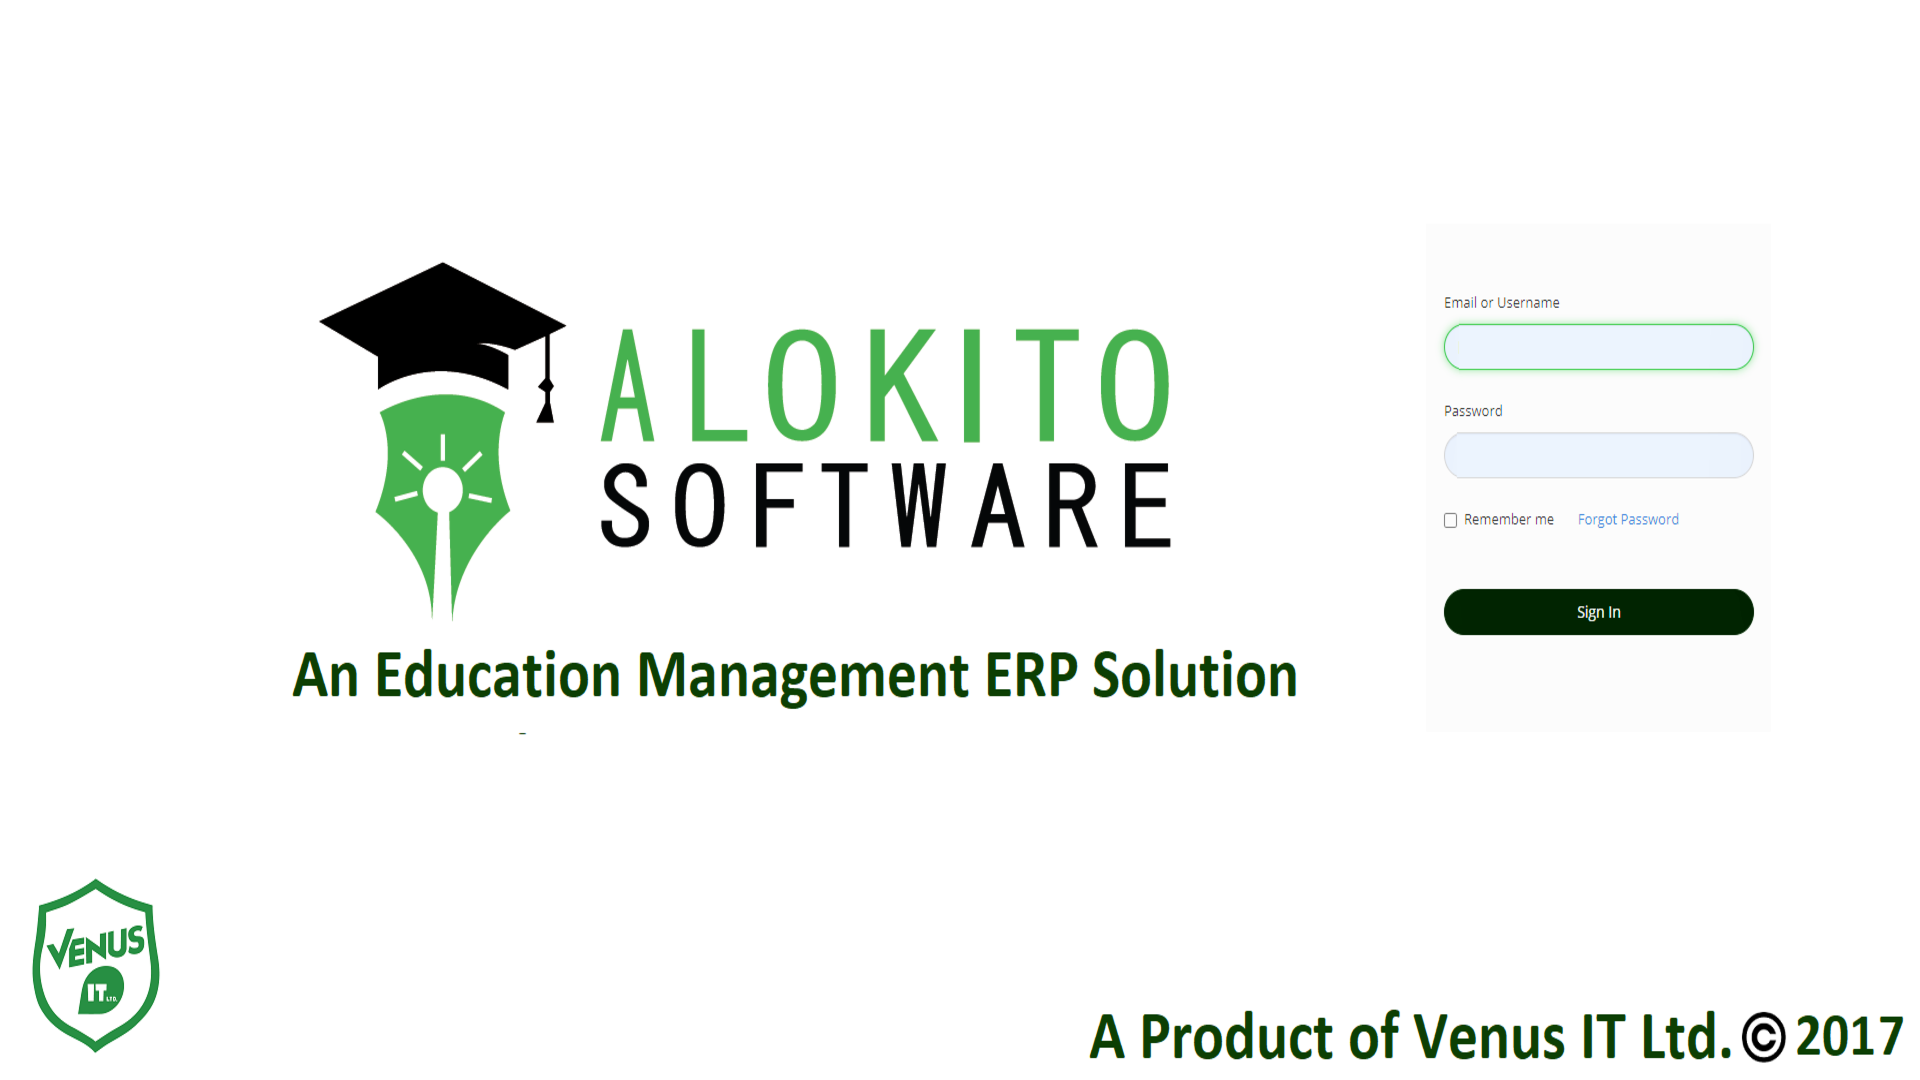 ALOKITO
SOFTWARE
An Education Management ERP Solution
Email or Username
Password
Remember me
Forgot Password
Sign In
VENUS
IT LTD.
A Product of Venus IT Ltd.© 2017